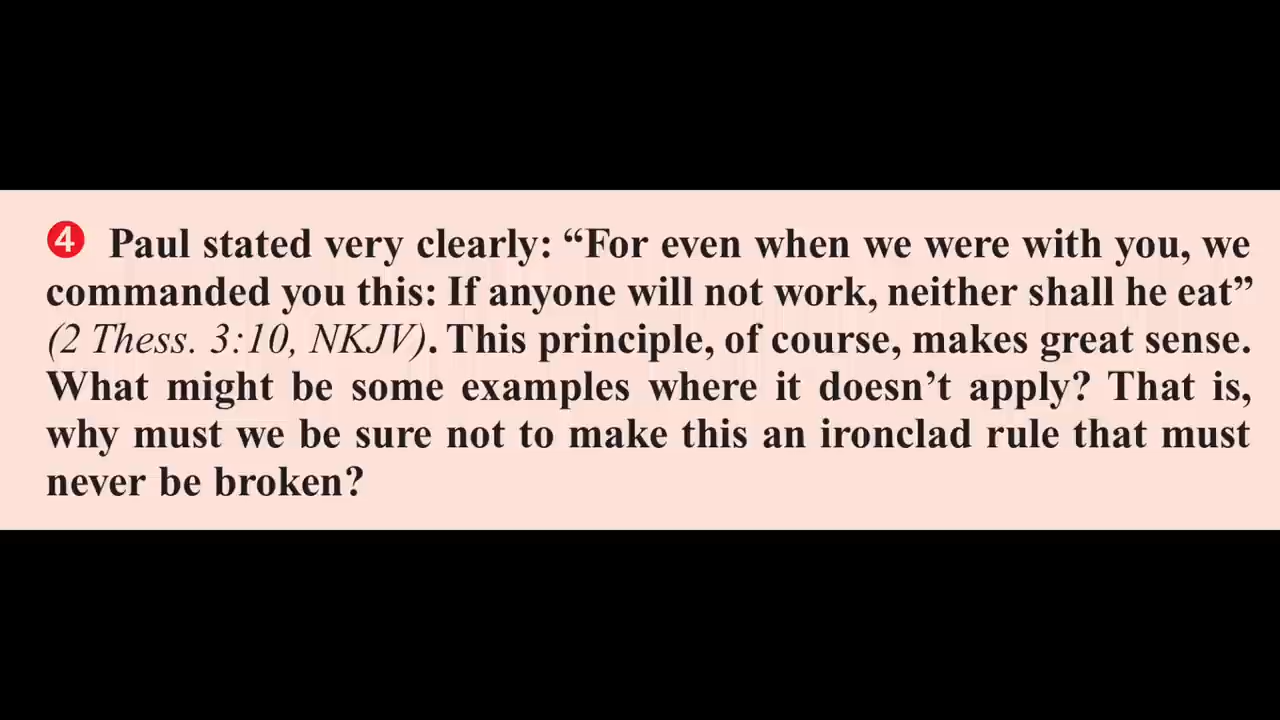 4 Paul stated very clearly: “For even when we were with you, we
commanded you this: If anyone will not work, neither shall he eat”
(2 Thess. 3:10, NKJV). This principle, of course, makes great sense.
What might be some examples where it doesn’t apply? That is,
why must we be sure not to make this an ironclad rule that must
never be broken?